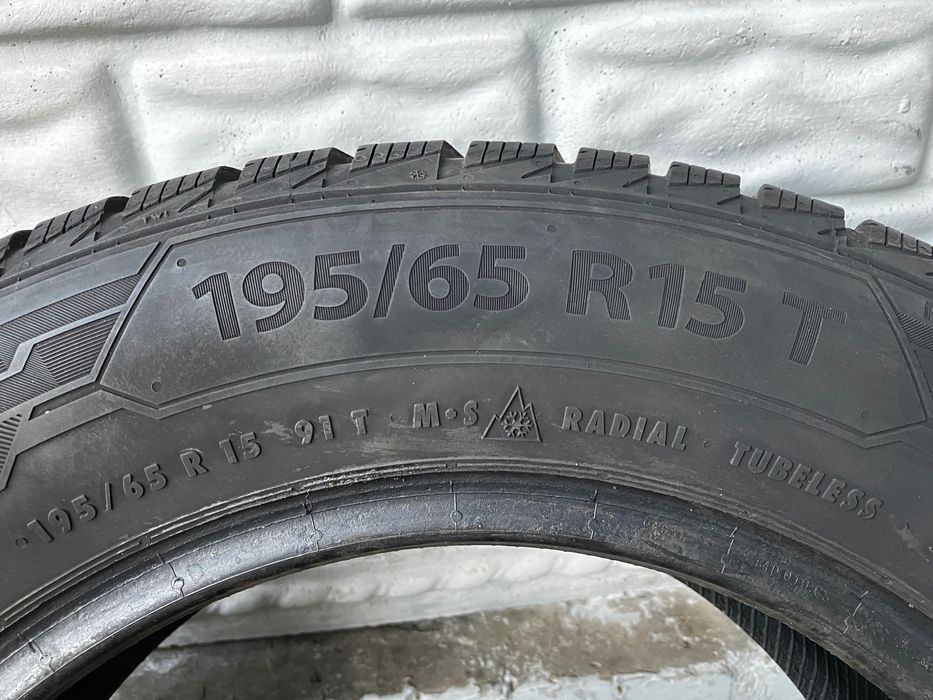 195/65 R15 T
195/65 R 15 91 T M•S RADIAL TUBELESS